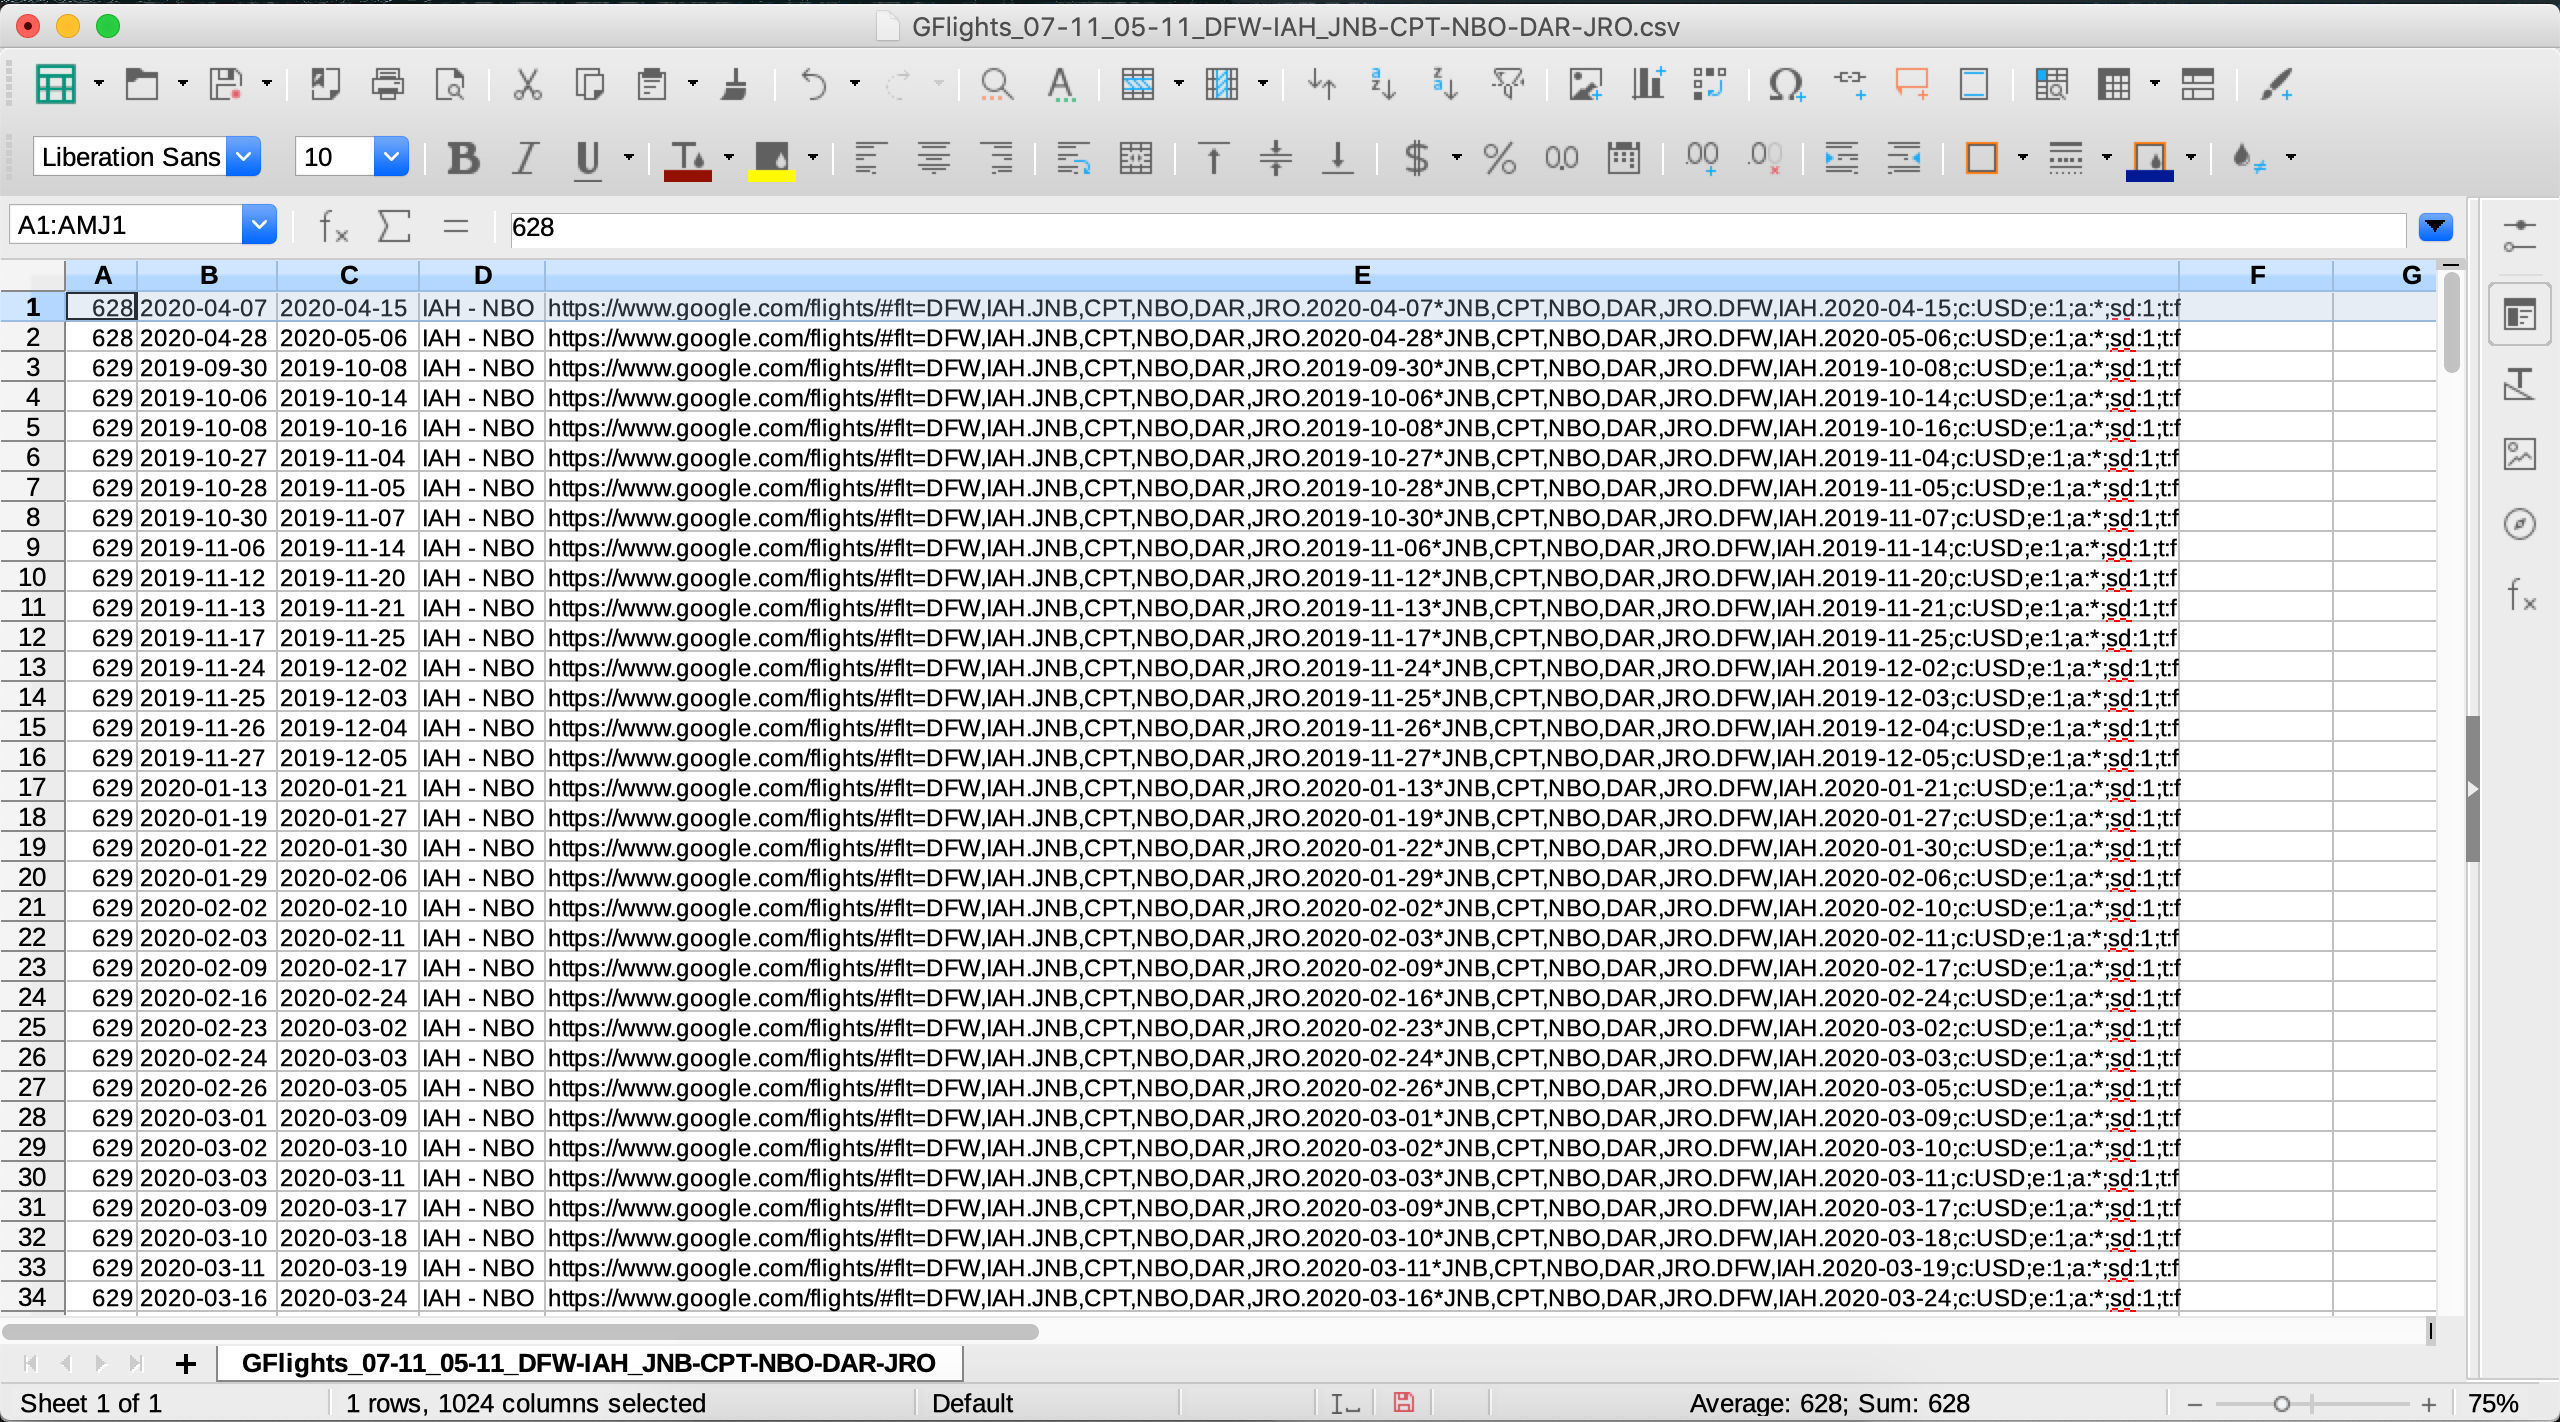 GFlights_07-11_05-11_DFW-IAH_JNB-CPT-NBO-DAR-JRO.csv
Liberation Sans 10
A1:AMJ1 628
A B C D E F G
1 628 2020-04-07 2020-04-15 IAH - NBO https://www.google.com/flights/#flt=DFW,IAH.JNB,CPT,NBO,DAR,JRO.2020-04-07*JNB,CPT,NBO,DAR,JRO.DFW,IAH.2020-04-15;c:USD;e:1;a:*;sd:1;t:f
2 628 2020-04-28 2020-05-06 IAH - NBO https://www.google.com/flights/#flt=DFW,IAH.JNB,CPT,NBO,DAR,JRO.2020-04-28*JNB,CPT,NBO,DAR,JRO.DFW,IAH.2020-05-06;c:USD;e:1;a:*;sd:1;t:f
3 629 2019-09-30 2019-10-08 IAH - NBO https://www.google.com/flights/#flt=DFW,IAH.JNB,CPT,NBO,DAR,JRO.2019-09-30*JNB,CPT,NBO,DAR,JRO.DFW,IAH.2019-10-08;c:USD;e:1;a:*;sd:1;t:f
4 629 2019-10-06 2019-10-14 IAH - NBO https://www.google.com/flights/#flt=DFW,IAH.JNB,CPT,NBO,DAR,JRO.2019-10-06*JNB,CPT,NBO,DAR,JRO.DFW,IAH.2019-10-14;c:USD;e:1;a:*;sd:1;t:f
5 629 2019-10-08 2019-10-16 IAH - NBO https://www.google.com/flights/#flt=DFW,IAH.JNB,CPT,NBO,DAR,JRO.2019-10-08*JNB,CPT,NBO,DAR,JRO.DFW,IAH.2019-10-16;c:USD;e:1;a:*;sd:1;t:f
6 629 2019-10-27 2019-11-04 IAH - NBO https://www.google.com/flights/#flt=DFW,IAH.JNB,CPT,NBO,DAR,JRO.2019-10-27*JNB,CPT,NBO,DAR,JRO.DFW,IAH.2019-11-04;c:USD;e:1;a:*;sd:1;t:f
7 629 2019-10-28 2019-11-05 IAH - NBO https://www.google.com/flights/#flt=DFW,IAH.JNB,CPT,NBO,DAR,JRO.2019-10-28*JNB,CPT,NBO,DAR,JRO.DFW,IAH.2019-11-05;c:USD;e:1;a:*;sd:1;t:f
8 629 2019-10-30 2019-11-07 IAH - NBO https://www.google.com/flights/#flt=DFW,IAH.JNB,CPT,NBO,DAR,JRO.2019-10-30*JNB,CPT,NBO,DAR,JRO.DFW,IAH.2019-11-07;c:USD;e:1;a:*;sd:1;t:f
9 629 2019-11-06 2019-11-14 IAH - NBO https://www.google.com/flights/#flt=DFW,IAH.JNB,CPT,NBO,DAR,JRO.2019-11-06*JNB,CPT,NBO,DAR,JRO.DFW,IAH.2019-11-14;c:USD;e:1;a:*;sd:1;t:f
10 629 2019-11-12 2019-11-20 IAH - NBO https://www.google.com/flights/#flt=DFW,IAH.JNB,CPT,NBO,DAR,JRO.2019-11-12*JNB,CPT,NBO,DAR,JRO.DFW,IAH.2019-11-20;c:USD;e:1;a:*;sd:1;t:f
11 629 2019-11-13 2019-11-21 IAH - NBO https://www.google.com/flights/#flt=DFW,IAH.JNB,CPT,NBO,DAR,JRO.2019-11-13*JNB,CPT,NBO,DAR,JRO.DFW,IAH.2019-11-21;c:USD;e:1;a:*;sd:1;t:f
12 629 2019-11-17 2019-11-25 IAH - NBO https://www.google.com/flights/#flt=DFW,IAH.JNB,CPT,NBO,DAR,JRO.2019-11-17*JNB,CPT,NBO,DAR,JRO.DFW,IAH.2019-11-25;c:USD;e:1;a:*;sd:1;t:f
13 629 2019-11-24 2019-12-02 IAH - NBO https://www.google.com/flights/#flt=DFW,IAH.JNB,CPT,NBO,DAR,JRO.2019-11-24*JNB,CPT,NBO,DAR,JRO.DFW,IAH.2019-12-02;c:USD;e:1;a:*;sd:1;t:f
14 629 2019-11-25 2019-12-03 IAH - NBO https://www.google.com/flights/#flt=DFW,IAH.JNB,CPT,NBO,DAR,JRO.2019-11-25*JNB,CPT,NBO,DAR,JRO.DFW,IAH.2019-12-03;c:USD;e:1;a:*;sd:1;t:f
15 629 2019-11-26 2019-12-04 IAH - NBO https://www.google.com/flights/#flt=DFW,IAH.JNB,CPT,NBO,DAR,JRO.2019-11-26*JNB,CPT,NBO,DAR,JRO.DFW,IAH.2019-12-04;c:USD;e:1;a:*;sd:1;t:f
16 629 2019-11-27 2019-12-05 IAH - NBO https://www.google.com/flights/#flt=DFW,IAH.JNB,CPT,NBO,DAR,JRO.2019-11-27*JNB,CPT,NBO,DAR,JRO.DFW,IAH.2019-12-05;c:USD;e:1;a:*;sd:1;t:f
17 629 2020-01-13 2020-01-21 IAH - NBO https://www.google.com/flights/#flt=DFW,IAH.JNB,CPT,NBO,DAR,JRO.2020-01-13*JNB,CPT,NBO,DAR,JRO.DFW,IAH.2020-01-21;c:USD;e:1;a:*;sd:1;t:f
18 629 2020-01-19 2020-01-27 IAH - NBO https://www.google.com/flights/#flt=DFW,IAH.JNB,CPT,NBO,DAR,JRO.2020-01-19*JNB,CPT,NBO,DAR,JRO.DFW,IAH.2020-01-27;c:USD;e:1;a:*;sd:1;t:f
19 629 2020-01-22 2020-01-30 IAH - NBO https://www.google.com/flights/#flt=DFW,IAH.JNB,CPT,NBO,DAR,JRO.2020-01-22*JNB,CPT,NBO,DAR,JRO.DFW,IAH.2020-01-30;c:USD;e:1;a:*;sd:1;t:f
20 629 2020-01-29 2020-02-06 IAH - NBO https://www.google.com/flights/#flt=DFW,IAH.JNB,CPT,NBO,DAR,JRO.2020-01-29*JNB,CPT,NBO,DAR,JRO.DFW,IAH.2020-02-06;c:USD;e:1;a:*;sd:1;t:f
21 629 2020-02-02 2020-02-10 IAH - NBO https://www.google.com/flights/#flt=DFW,IAH.JNB,CPT,NBO,DAR,JRO.2020-02-02*JNB,CPT,NBO,DAR,JRO.DFW,IAH.2020-02-10;c:USD;e:1;a:*;sd:1;t:f
22 629 2020-02-03 2020-02-11 IAH - NBO https://www.google.com/flights/#flt=DFW,IAH.JNB,CPT,NBO,DAR,JRO.2020-02-03*JNB,CPT,NBO,DAR,JRO.DFW,IAH.2020-02-11;c:USD;e:1;a:*;sd:1;t:f
23 629 2020-02-09 2020-02-17 IAH - NBO https://www.google.com/flights/#flt=DFW,IAH.JNB,CPT,NBO,DAR,JRO.2020-02-09*JNB,CPT,NBO,DAR,JRO.DFW,IAH.2020-02-17;c:USD;e:1;a:*;sd:1;t:f
24 629 2020-02-16 2020-02-24 IAH - NBO https://www.google.com/flights/#flt=DFW,IAH.JNB,CPT,NBO,DAR,JRO.2020-02-16*JNB,CPT,NBO,DAR,JRO.DFW,IAH.2020-02-24;c:USD;e:1;a:*;sd:1;t:f
25 629 2020-02-23 2020-03-02 IAH - NBO https://www.google.com/flights/#flt=DFW,IAH.JNB,CPT,NBO,DAR,JRO.2020-02-23*JNB,CPT,NBO,DAR,JRO.DFW,IAH.2020-03-02;c:USD;e:1;a:*;sd:1;t:f
26 629 2020-02-24 2020-03-03 IAH - NBO https://www.google.com/flights/#flt=DFW,IAH.JNB,CPT,NBO,DAR,JRO.2020-02-24*JNB,CPT,NBO,DAR,JRO.DFW,IAH.2020-03-03;c:USD;e:1;a:*;sd:1;t:f
27 629 2020-02-26 2020-03-05 IAH - NBO https://www.google.com/flights/#flt=DFW,IAH.JNB,CPT,NBO,DAR,JRO.2020-02-26*JNB,CPT,NBO,DAR,JRO.DFW,IAH.2020-03-05;c:USD;e:1;a:*;sd:1;t:f
28 629 2020-03-01 2020-03-09 IAH - NBO https://www.google.com/flights/#flt=DFW,IAH.JNB,CPT,NBO,DAR,JRO.2020-03-01*JNB,CPT,NBO,DAR,JRO.DFW,IAH.2020-03-09;c:USD;e:1;a:*;sd:1;t:f
29 629 2020-03-02 2020-03-10 IAH - NBO https://www.google.com/flights/#flt=DFW,IAH.JNB,CPT,NBO,DAR,JRO.2020-03-02*JNB,CPT,NBO,DAR,JRO.DFW,IAH.2020-03-10;c:USD;e:1;a:*;sd:1;t:f
30 629 2020-03-03 2020-03-11 IAH - NBO https://www.google.com/flights/#flt=DFW,IAH.JNB,CPT,NBO,DAR,JRO.2020-03-03*JNB,CPT,NBO,DAR,JRO.DFW,IAH.2020-03-11;c:USD;e:1;a:*;sd:1;t:f
31 629 2020-03-09 2020-03-17 IAH - NBO https://www.google.com/flights/#flt=DFW,IAH.JNB,CPT,NBO,DAR,JRO.2020-03-09*JNB,CPT,NBO,DAR,JRO.DFW,IAH.2020-03-17;c:USD;e:1;a:*;sd:1;t:f
32 629 2020-03-10 2020-03-18 IAH - NBO https://www.google.com/flights/#flt=DFW,IAH.JNB,CPT,NBO,DAR,JRO.2020-03-10*JNB,CPT,NBO,DAR,JRO.DFW,IAH.2020-03-18;c:USD;e:1;a:*;sd:1;t:f
33 629 2020-03-11 2020-03-19 IAH - NBO https://www.google.com/flights/#flt=DFW,IAH.JNB,CPT,NBO,DAR,JRO.2020-03-11*JNB,CPT,NBO,DAR,JRO.DFW,IAH.2020-03-19;c:USD;e:1;a:*;sd:1;t:f
34 629 2020-03-16 2020-03-24 IAH - NBO https://www.google.com/flights/#flt=DFW,IAH.JNB,CPT,NBO,DAR,JRO.2020-03-16*JNB,CPT,NBO,DAR,JRO.DFW,IAH.2020-03-24;c:USD;e:1;a:*;sd:1;t:f
GFlights_07-11_05-11_DFW-IAH_JNB-CPT-NBO-DAR-JRO
Sheet 1 of 1 1 rows, 1024 columns selected Default Average: 628; Sum: 628 75%